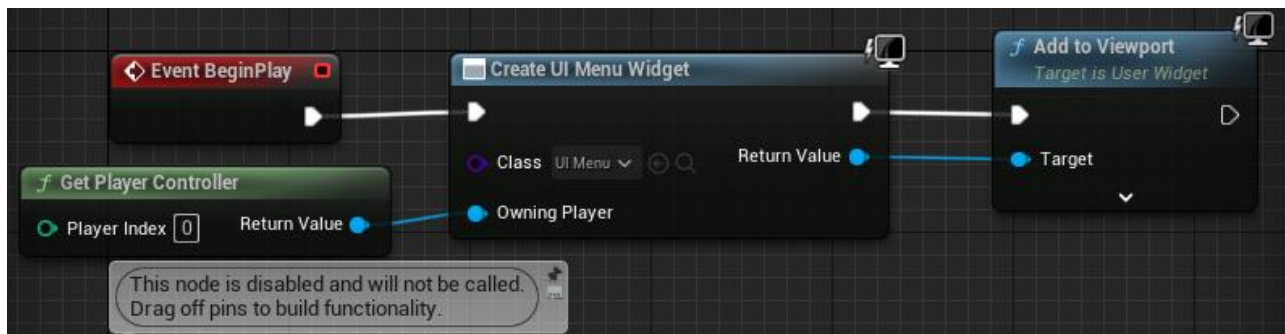 Event BeginPlay
Create UI Menu Widget
Class UI Menu
Owning Player
Return Value
f Add to Viewport
Target is User Widget
Target
f Get Player Controller
Player Index 0
Return Value
This node is disabled and will not be called.
Drag off pins to build functionality.